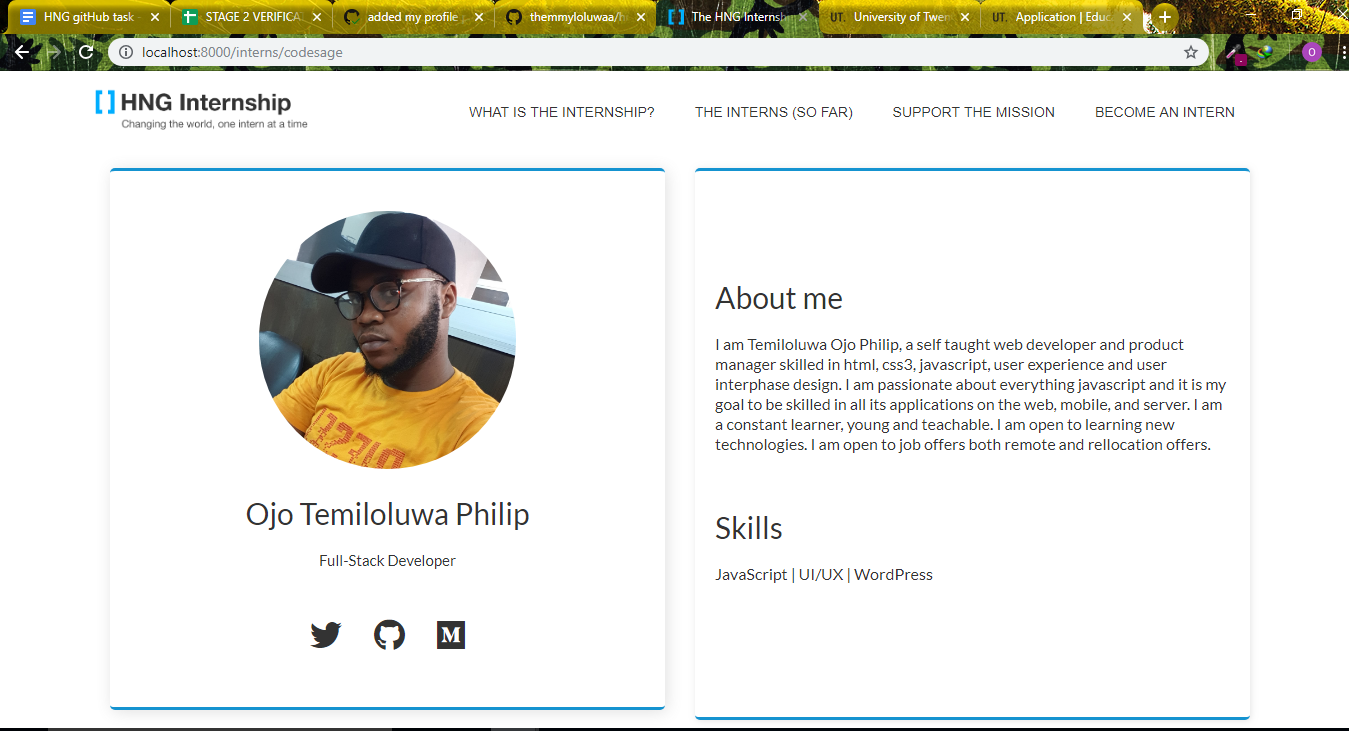 HNG gitHub task
STAGE 2 VERIFICA
added my profile
themmyloluwaa/h
The HNG Internsh
UT. University of Twen
UT. Application | Educ
localhost:8000/interns/codesage
O
[ ] HNG Internship
Changing the world, one intern at a time
WHAT IS THE INTERNSHIP?
THE INTERNS (SO FAR)
SUPPORT THE MISSION
BECOME AN INTERN
Ojo Temiloluwa Philip
Full-Stack Developer
M
About me
I am Temiloluwa Ojo Philip, a self taught web developer and product
manager skilled in html, css3, javascript, user experience and user
interphase design. I am passionate about everything javascript and it is my
goal to be skilled in all its applications on the web, mobile, and server. I am
a constant learner, young and teachable. I am open to learning new
technologies. I am open to job offers both remote and rellocation offers.
Skills
JavaScript | UI/UX | WordPress